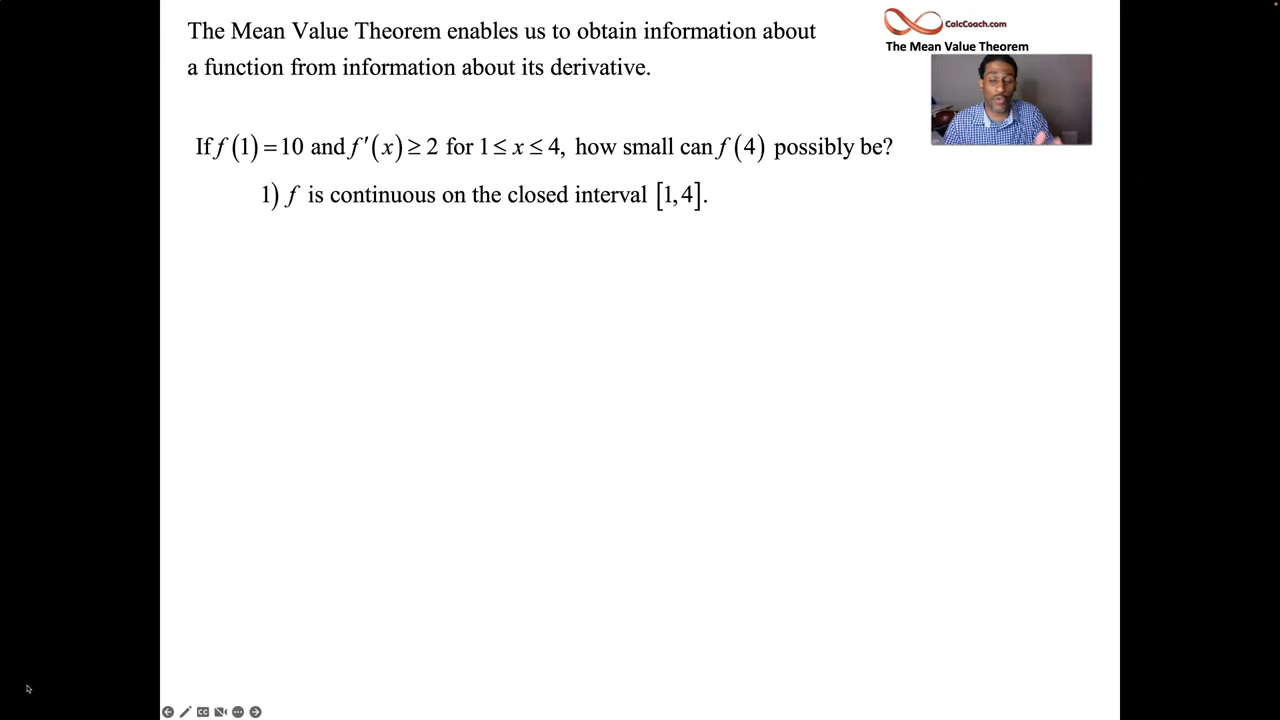 The Mean Value Theorem enables us to obtain information about
a function from information about its derivative.
CalcCoach.com
The Mean Value Theorem
If f(1)=10 and f′(x)≥2 for 1≤x≤4, how small can f(4) possibly be?
1) f is continuous on the closed interval [1,4].
CC